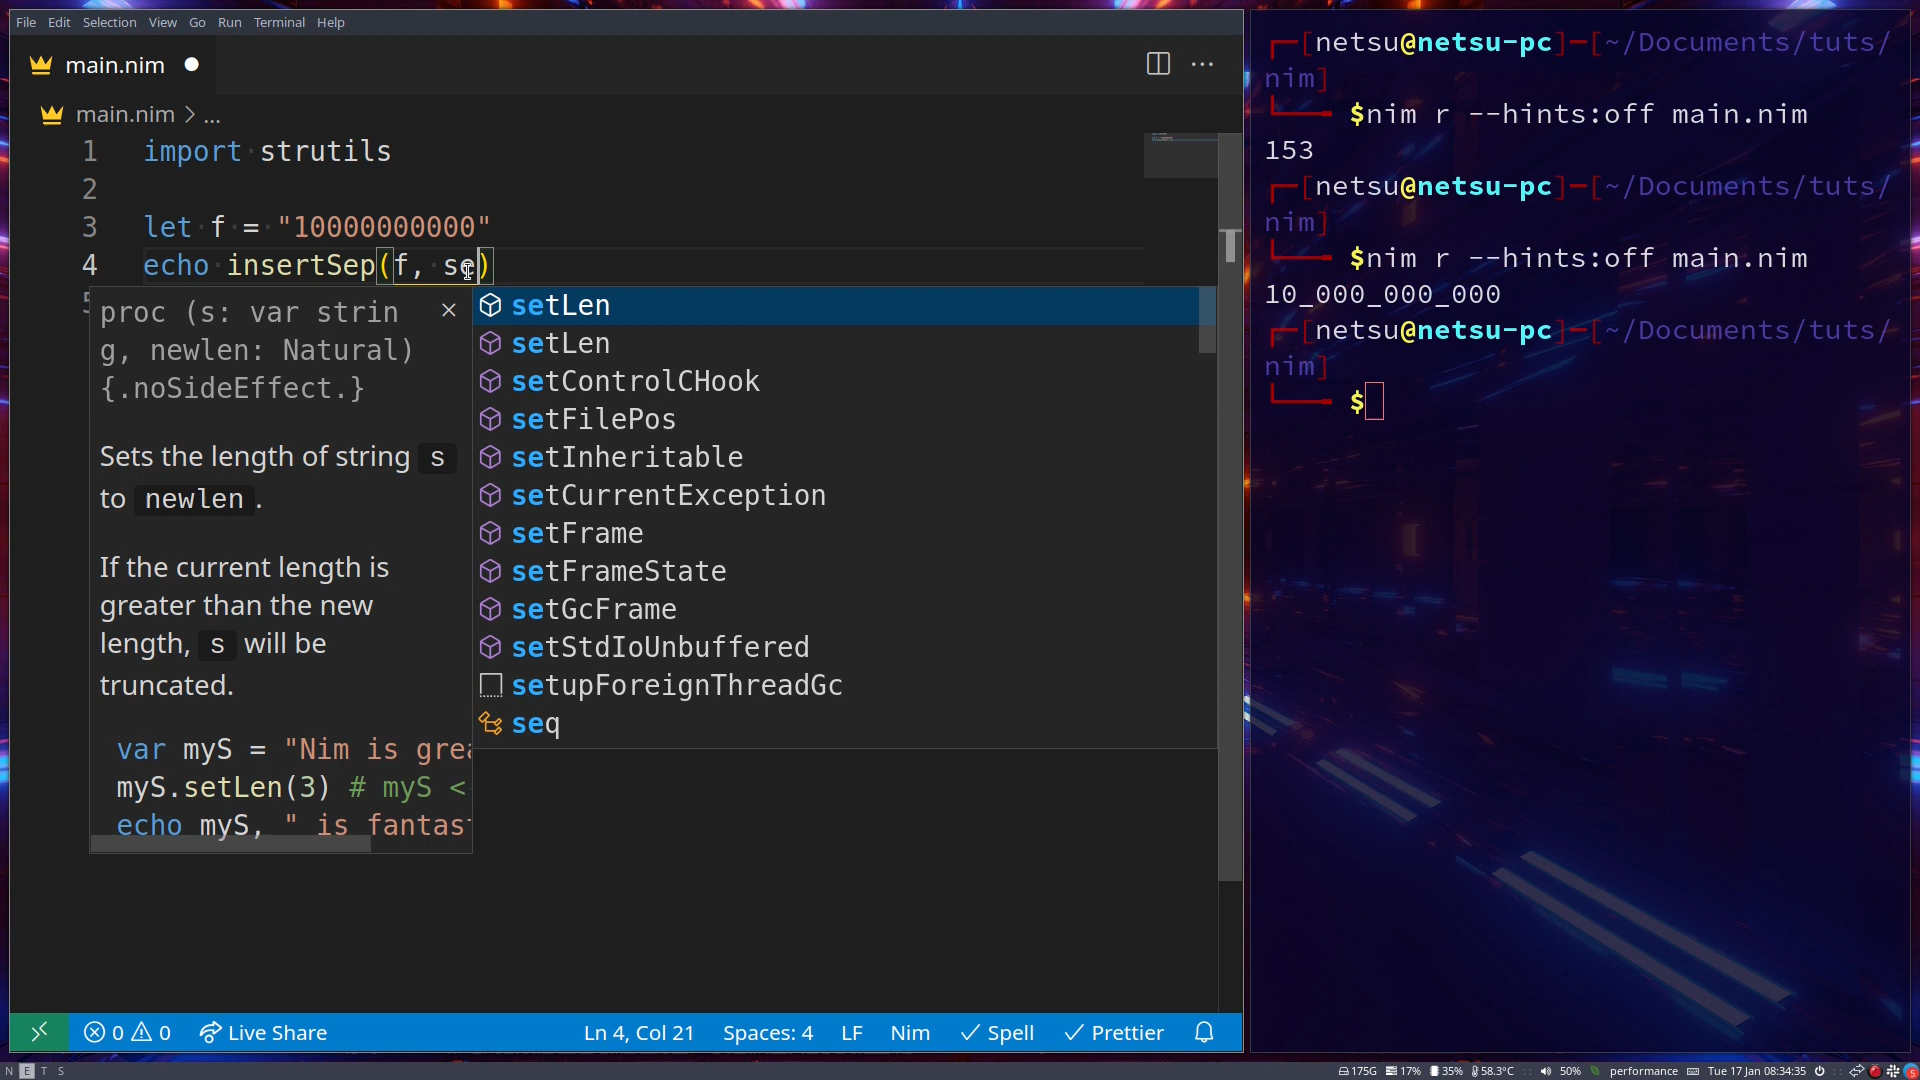 File Edit Selection View Go Run Terminal Help
main.nim
main.nim > ...
1 import strutils
2
3 let f = "10000000000"
4 echo insertSep(f, se)
proc (s: var strin
g, newlen: Natural)
{.noSideEffect.}
Sets the length of string s
to newlen.
If the current length is
greater than the new
length, s will be
truncated.
var myS = "Nim is grea
myS.setLen(3) # myS <
echo myS, " is fantas
setLen
setLen
setControlCHook
setFilePos
setInheritable
setCurrentException
setFrame
setFrameState
setGcFrame
setStdIoUnbuffered
setupForeignThreadGc
seq
0 0 Live Share Ln 4, Col 21 Spaces: 4 LF Nim Spell Prettier
[netsu@netsu-pc]-[~/Documents/tuts/
nim]
$nim r --hints:off main.nim
153
[netsu@netsu-pc]-[~/Documents/tuts/
nim]
$nim r --hints:off main.nim
10_000_000_000
[netsu@netsu-pc]-[~/Documents/tuts/
nim]
$
N E T S 175G 17% 35% 58.3°C 50% performance Tue 17 Jan 08:34:35